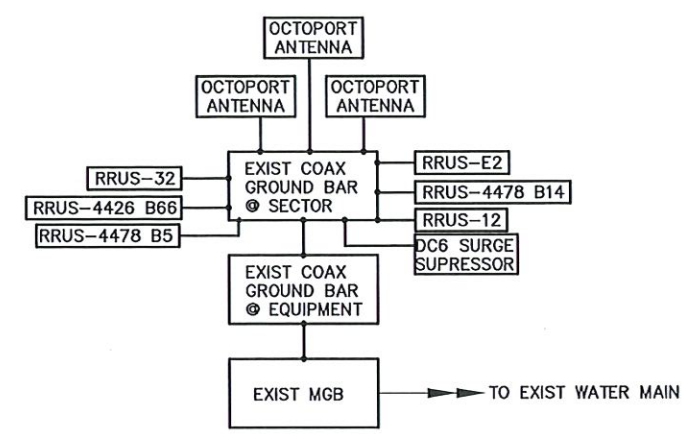 OCTOPORT
ANTENNA
OCTOPORT
ANTENNA
OCTOPORT
ANTENNA
EXIST COAX
GROUND BAR
@ SECTOR
RRUS-32
RRUS-4426 B66
RRUS-4478 B5
RRUS-E2
RRUS-4478 B14
RRUS-12
DC6 SURGE
SUPRESSOR
EXIST COAX
GROUND BAR
@ EQUIPMENT
EXIST MGB
TO EXIST WATER MAIN